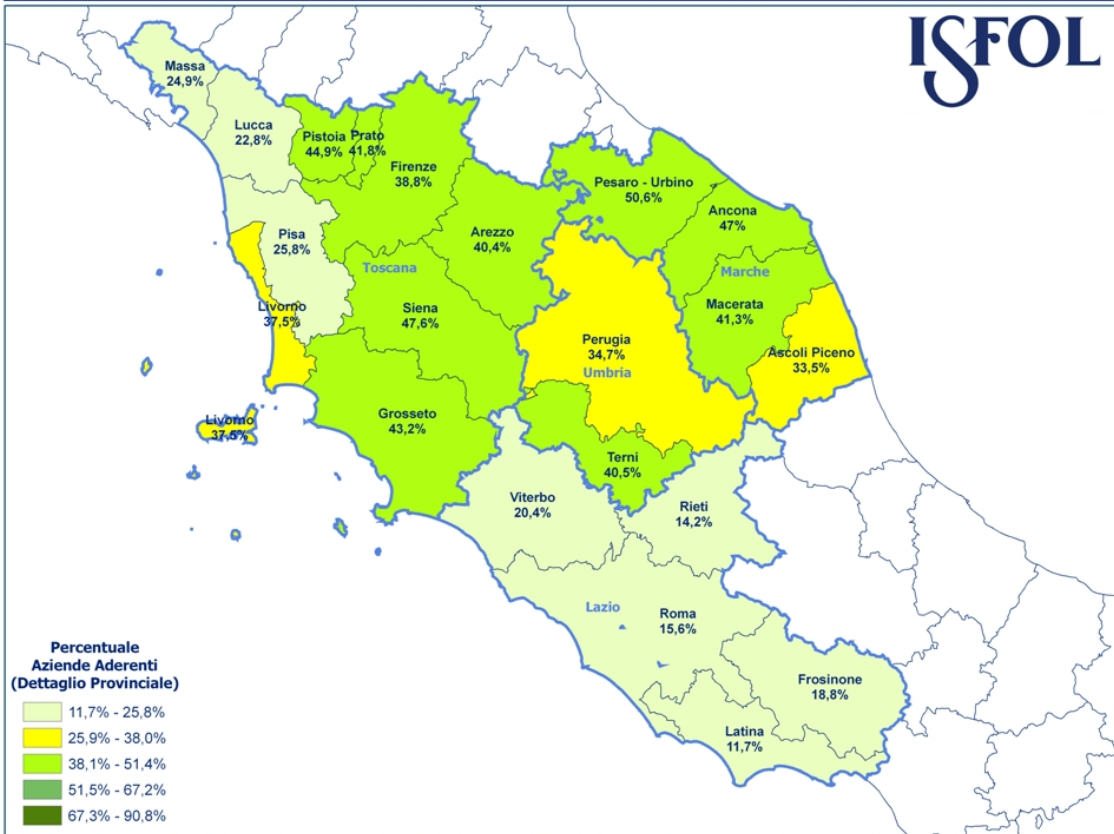 ISFOL
Massa
24,9%
Lucca
22,8%
Pistoia
44,9%
Prato
41,8%
Firenze
38,8%
Pesaro - Urbino
50,6%
Ancona
47%
Pisa
25,8%
Arezzo
40,4%
Toscana
Marche
Livorno
37,5%
Siena
47,6%
Macerata
41,3%
Perugia
34,7%
Umbria
Ascoli Piceno
33,5%
Livorno
37,5%
Grosseto
43,2%
Terni
40,5%
Viterbo
20,4%
Rieti
14,2%
Lazio
Roma
15,6%
Frosinone
18,8%
Latina
11,7%
Percentuale
Aziende Aderenti
(Dettaglio Provinciale)
11,7% - 25,8%
25,9% - 38,0%
38,1% - 51,4%
51,5% - 67,2%
67,3% - 90,8%